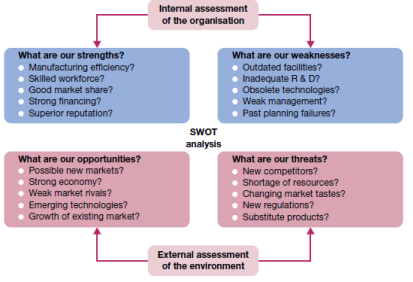 Internal assessment
of the organisation
What are our strengths?
Manufacturing efficiency?
Skilled workforce?
Good market share?
Strong financing?
Superior reputation?
What are our weaknesses?
Outdated facilities?
Inadequate R & D?
Obsolete technologies?
Weak management?
Past planning failures?
SWOT
analysis
What are our opportunities?
Possible new markets?
Strong economy?
Weak market rivals?
Emerging technologies?
Growth of existing market?
What are our threats?
New competitors?
Shortage of resources?
Changing market tastes?
New regulations?
Substitute products?
External assessment
of the environment